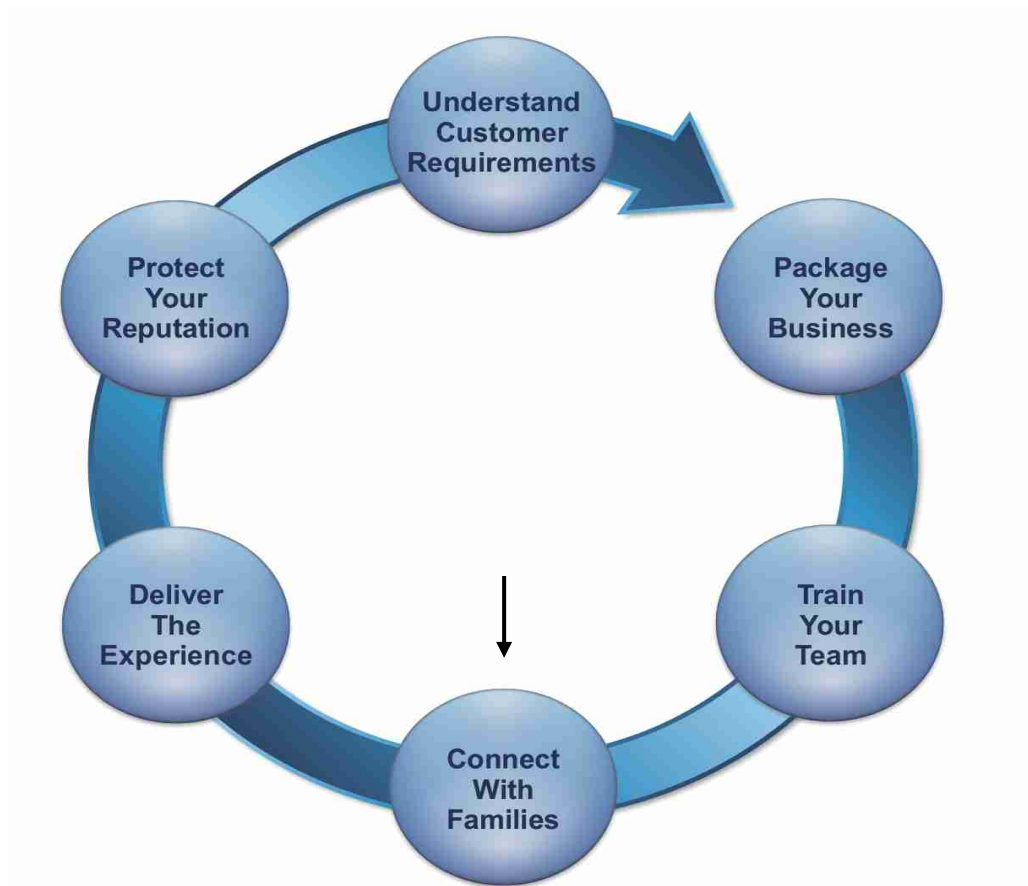 Understand
Customer
Requirements
Package
Your
Business
Train
Your
Team
Connect
With
Families
Deliver
The
Experience
Protect
Your
Reputation